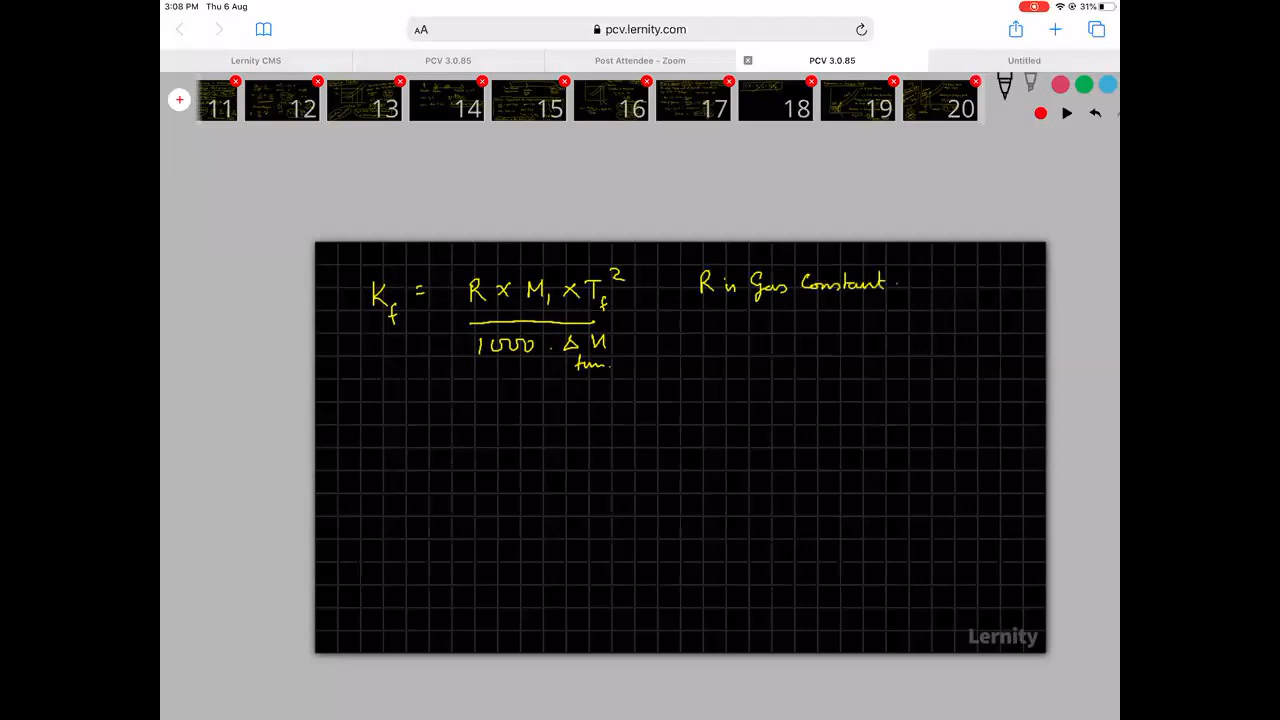 3:08 PM Thu 6 Aug
31%
AA pcv.lernity.com
Lernity CMS PCV 3.0.85 Post Attendee - Zoom PCV 3.0.85 Untitled
11 12 13 14 15 16 17 18 19 20
K_f = R × M_1 × T_f^2 R is Gas Constant.
1000 . Δ H
fun.
Lernity